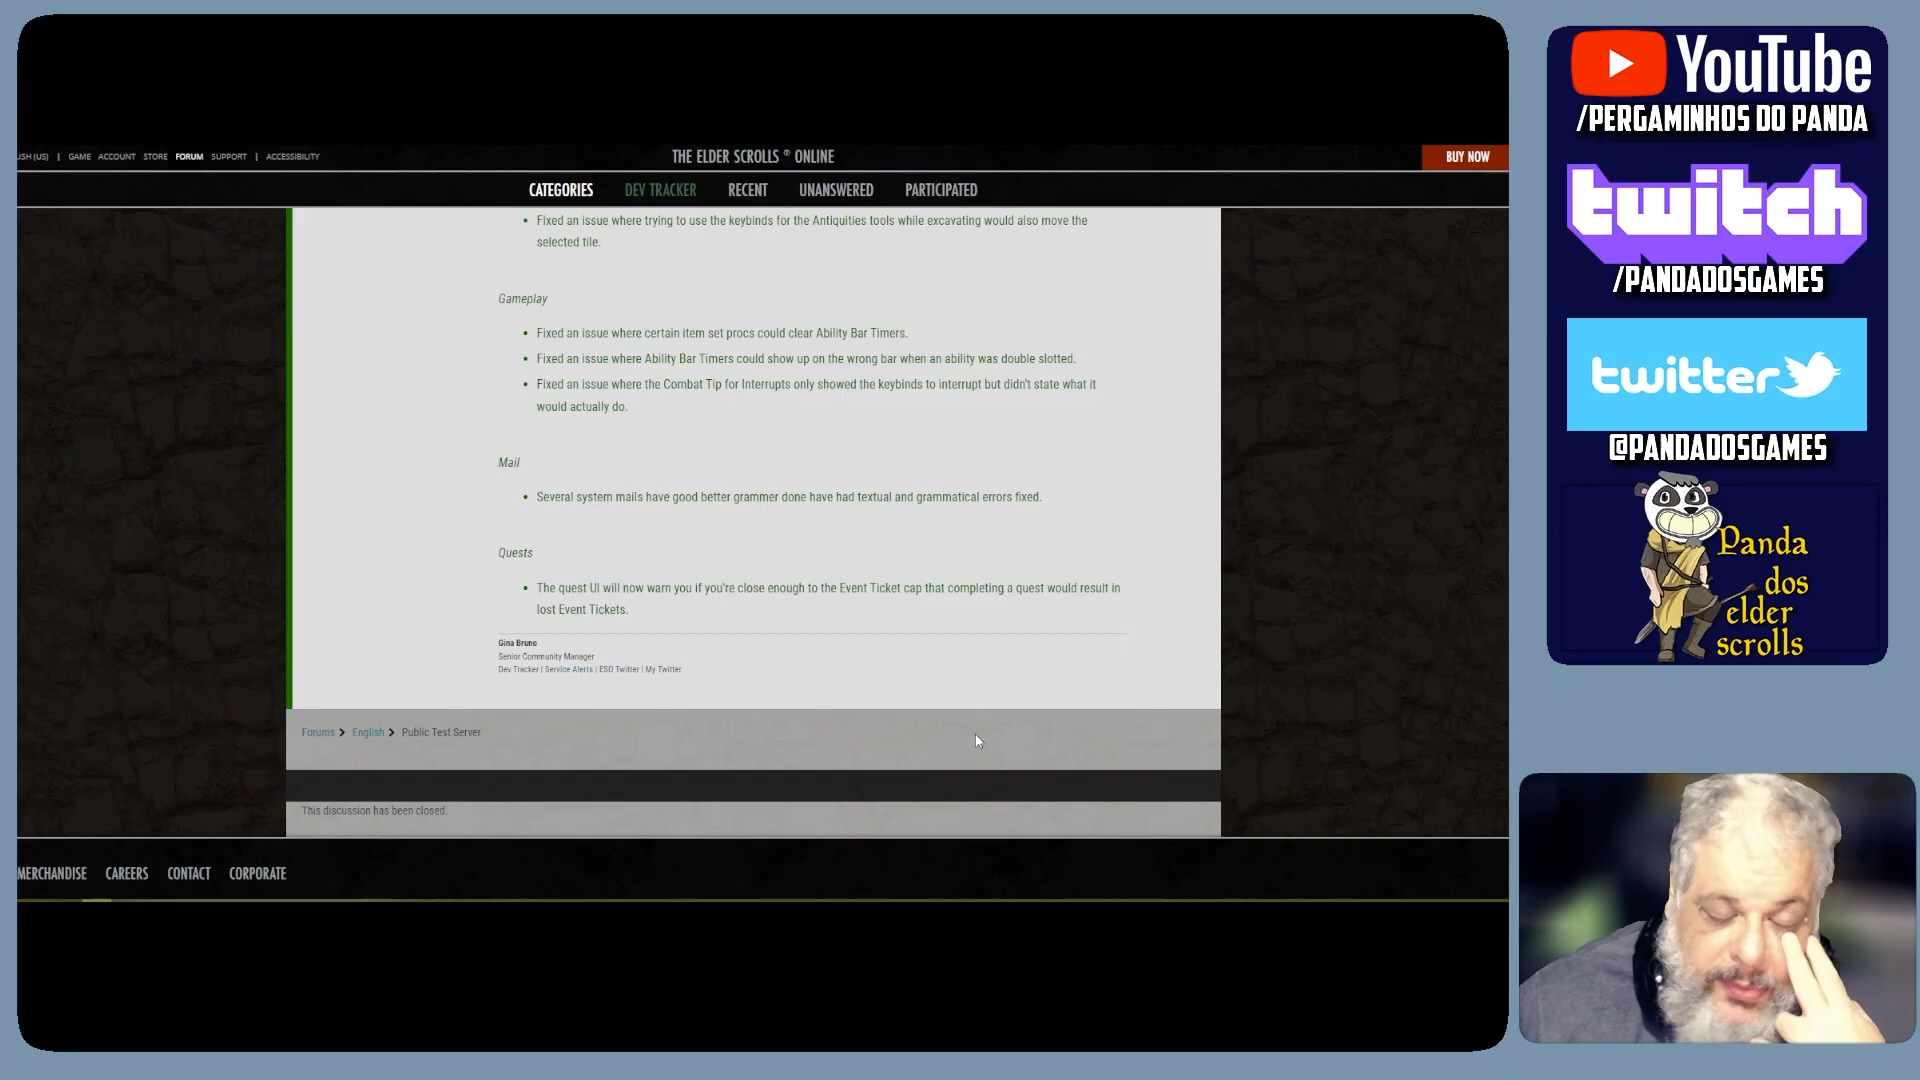 ISH (US) | GAME ACCOUNT STORE FORUM SUPPORT | ACCESSIBILITY
THE ELDER SCROLLS ® ONLINE
BUY NOW
CATEGORIES DEV TRACKER RECENT UNANSWERED PARTICIPATED
• Fixed an issue where trying to use the keybinds for the Antiquities tools while excavating would also move the
selected tile.
Gameplay
• Fixed an issue where certain item set procs could clear Ability Bar Timers.
• Fixed an issue where Ability Bar Timers could show up on the wrong bar when an ability was double slotted.
• Fixed an issue where the Combat Tip for Interrupts only showed the keybinds to interrupt but didn't state what it
would actually do.
Mail
• Several system mails have good better grammer done have had textual and grammatical errors fixed.
Quests
• The quest UI will now warn you if you're close enough to the Event Ticket cap that completing a quest would result in
lost Event Tickets.
Gina Bruno
Senior Community Manager
Dev Tracker | Service Alerts | ESO Twitter | My Twitter
Forums > English > Public Test Server
This discussion has been closed.
MERCHANDISE CAREERS CONTACT CORPORATE
YouTube
/PERGAMINHOS DO PANDA
twitch
/PANDADOSGAMES
twitter
@PANDADOSGAMES
Panda
dos
elder
scrolls